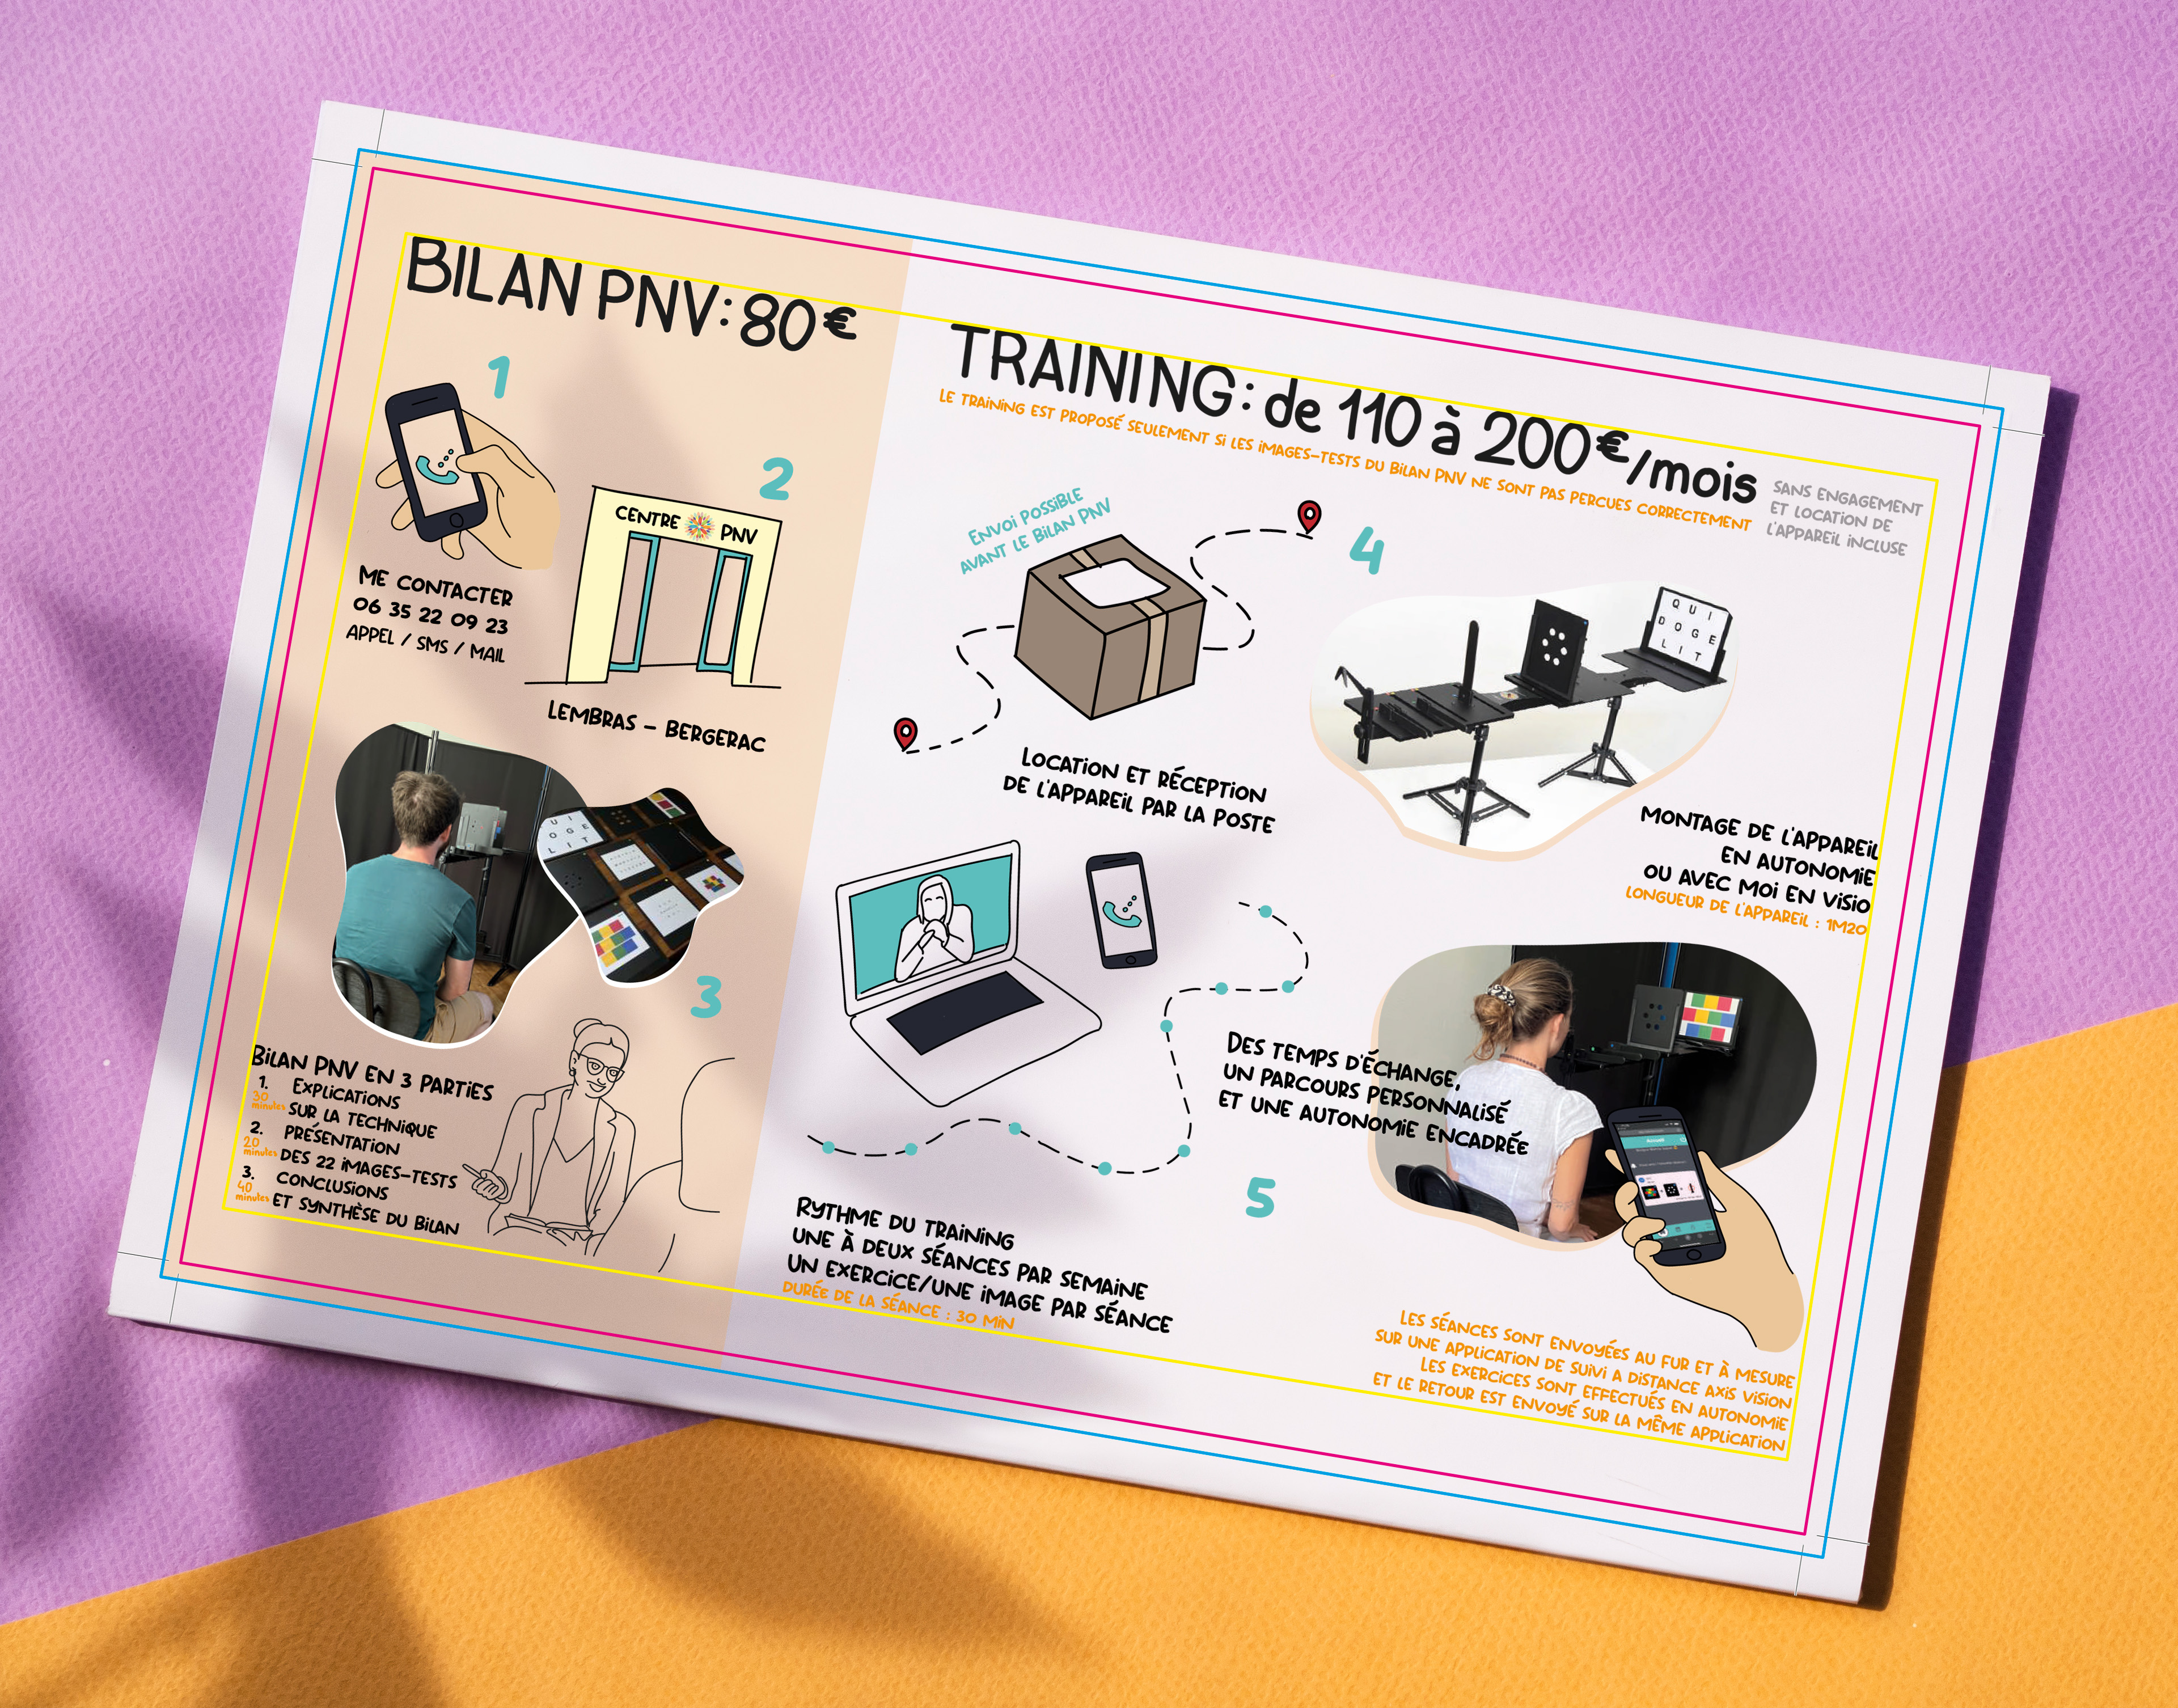 BILAN PNV: 80€
1
ME CONTACTER
06 35 22 09 23
APPEL / SMS / MAIL
2
CENTRE PNV
LEMBRAS - BERGERAC
U I
O G E
L I T
3
BILAN PNV EN 3 PARTIES
1. EXPLICATIONS
30 minutes SUR LA TECHNIQUE
2. PRÉSENTATION
20 minutes DES 22 IMAGES-TESTS
3. CONCLUSIONS
40 minutes ET SYNTHÈSE DU BILAN
TRAINING: de 110 à 200€/mois
SANS ENGAGEMENT
ET LOCATION DE
L'APPAREIL INCLUSE
LE TRAINING EST PROPOSÉ SEULEMENT SI LES IMAGES-TESTS DU BILAN PNV NE SONT PAS PERCUES CORRECTEMENT
ENVOI POSSIBLE
AVANT LE BILAN PNV
LOCATION ET RÉCEPTION
DE L'APPAREIL PAR LA POSTE
4
Q U I
D O G E
L I T
MONTAGE DE L'APPAREIL
EN AUTONOMIE
OU AVEC MOI EN VISIO
LONGUEUR DE L'APPAREIL : 1M20
DES TEMPS D'ÉCHANGE,
UN PARCOURS PERSONNALISÉ
ET UNE AUTONOMIE ENCADRÉE
5
RYTHME DU TRAINING
UNE À DEUX SÉANCES PAR SEMAINE
UN EXERCICE/UNE IMAGE PAR SÉANCE
DURÉE DE LA SÉANCE : 30 MIN
Accueil
LES SÉANCES SONT ENVOYÉES AU FUR ET À MESURE
SUR UNE APPLICATION DE SUIVI A DISTANCE AXIS VISION
LES EXERCICES SONT EFFECTUÉS EN AUTONOMIE
ET LE RETOUR EST ENVOYÉ SUR LA MÊME APPLICATION